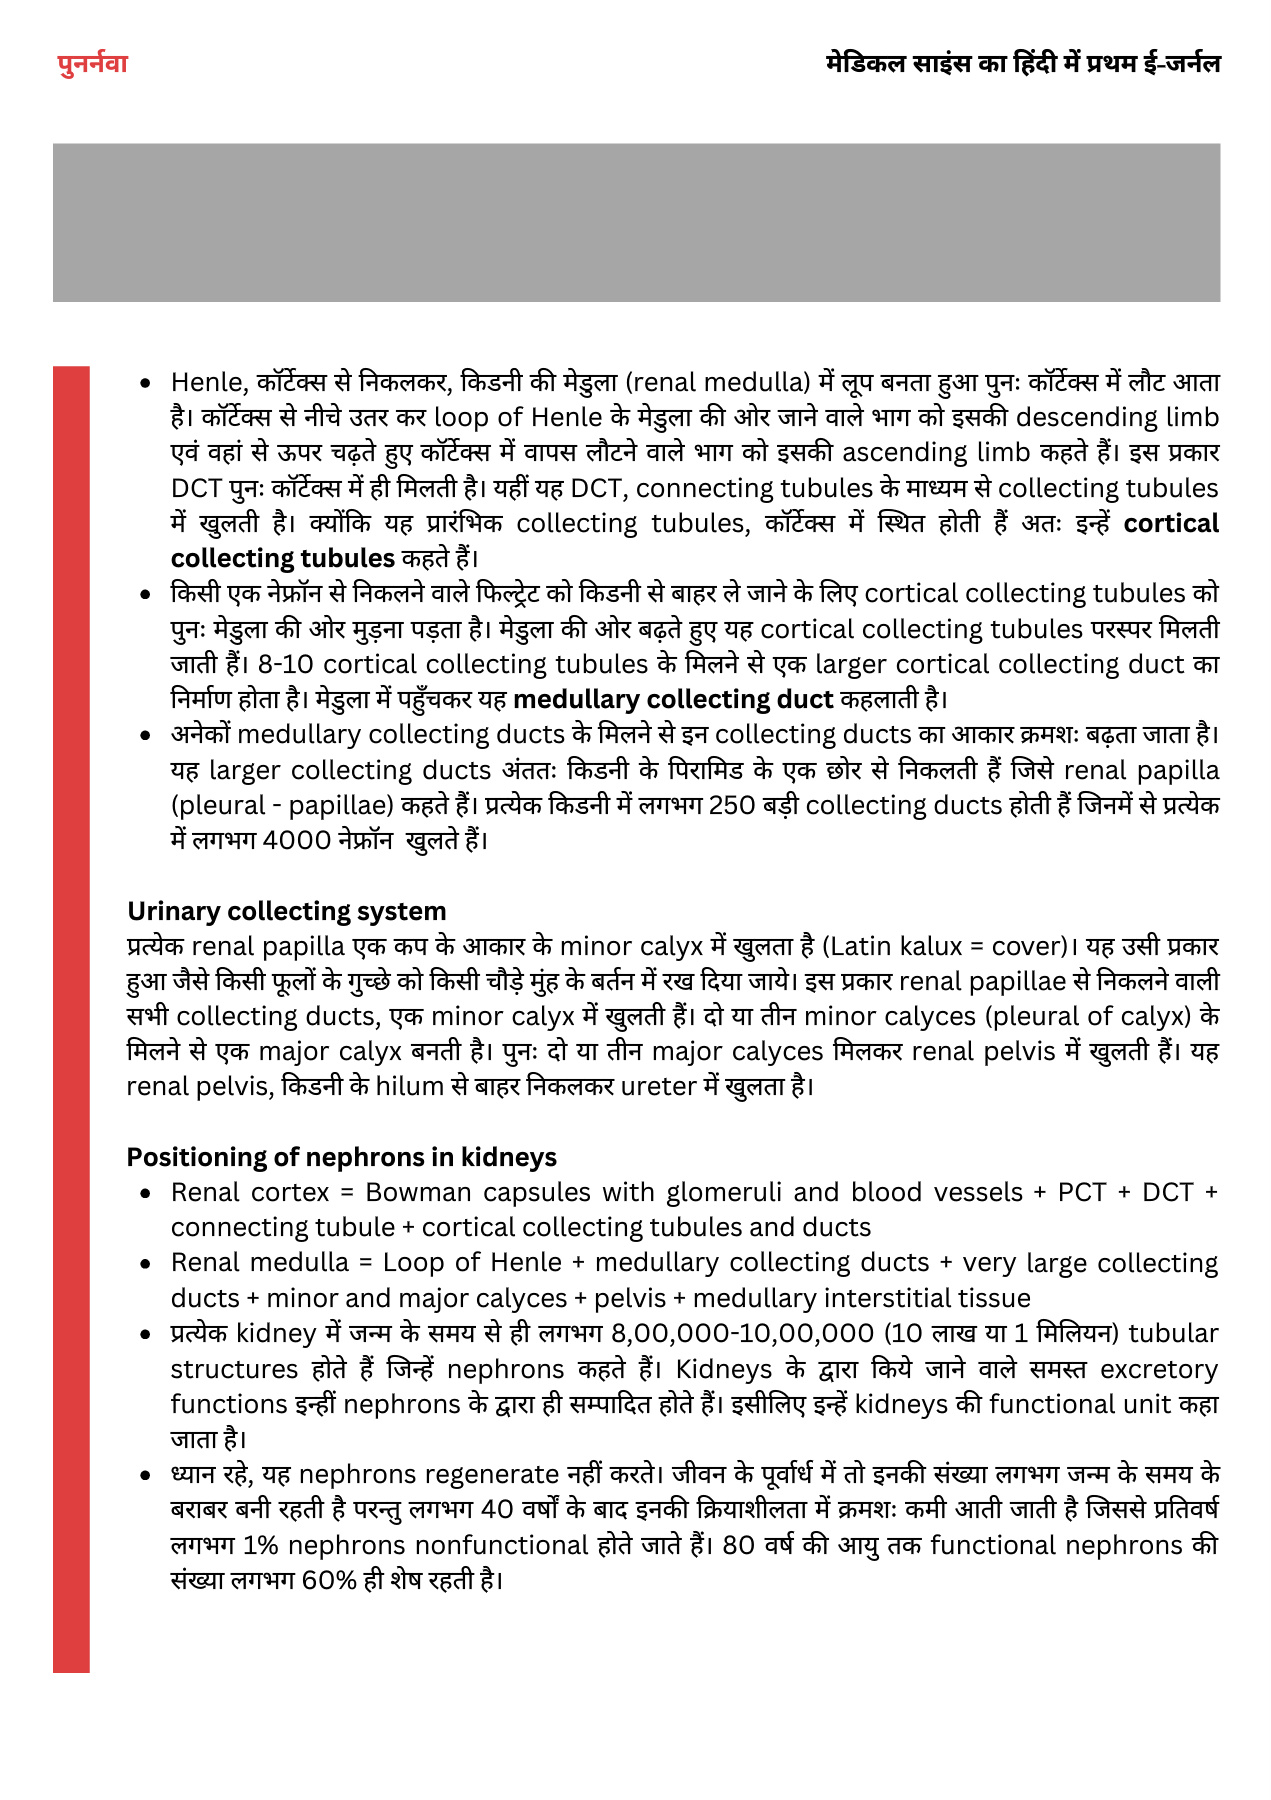 पुनर्नवा
मेडिकल साइंस का हिंदी में प्रथम ई-जर्नल
• Henle, कॉर्टेक्स से निकलकर, किडनी की मेडुला (renal medulla) में लूप बनता हुआ पुनः कॉर्टेक्स में लौट आता
है। कॉर्टेक्स से नीचे उतर कर loop of Henle के मेडुला की ओर जाने वाले भाग को इसकी descending limb
एवं वहां से ऊपर चढ़ते हुए कॉर्टेक्स में वापस लौटने वाले भाग को इसकी ascending limb कहते हैं। इस प्रकार
DCT पुनः कॉर्टेक्स में ही मिलती है। यहीं यह DCT, connecting tubules के माध्यम से collecting tubules
में खुलती है। क्योंकि यह प्रारंभिक collecting tubules, कॉर्टेक्स में स्थित होती हैं अतः इन्हें cortical
collecting tubules कहते हैं।
• किसी एक नेफ्रॉन से निकलने वाले फिल्ट्रेट को किडनी से बाहर ले जाने के लिए cortical collecting tubules को
पुनः मेडुला की ओर मुड़ना पड़ता है। मेडुला की ओर बढ़ते हुए यह cortical collecting tubules परस्पर मिलती
जाती हैं। 8-10 cortical collecting tubules के मिलने से एक larger cortical collecting duct का
निर्माण होता है। मेडुला में पहुँचकर यह medullary collecting duct कहलाती है।
• अनेकों medullary collecting ducts के मिलने से इन collecting ducts का आकार क्रमशः बढ़ता जाता है।
यह larger collecting ducts अंततः किडनी के पिरामिड के एक छोर से निकलती हैं जिसे renal papilla
(pleural - papillae) कहते हैं। प्रत्येक किडनी में लगभग 250 बड़ी collecting ducts होती हैं जिनमें से प्रत्येक
में लगभग 4000 नेफ्रॉन खुलते हैं।
Urinary collecting system
प्रत्येक renal papilla एक कप के आकार के minor calyx में खुलता है (Latin kalux = cover)। यह उसी प्रकार
हुआ जैसे किसी फूलों के गुच्छे को किसी चौड़े मुंह के बर्तन में रख दिया जाये। इस प्रकार renal papillae से निकलने वाली
सभी collecting ducts, एक minor calyx में खुलती हैं। दो या तीन minor calyces (pleural of calyx) के
मिलने से एक major calyx बनती है। पुनः दो या तीन major calyces मिलकर renal pelvis में खुलती हैं। यह
renal pelvis, किडनी के hilum से बाहर निकलकर ureter में खुलता है।
Positioning of nephrons in kidneys
• Renal cortex = Bowman capsules with glomeruli and blood vessels + PCT + DCT +
connecting tubule + cortical collecting tubules and ducts
• Renal medulla = Loop of Henle + medullary collecting ducts + very large collecting
ducts + minor and major calyces + pelvis + medullary interstitial tissue
• प्रत्येक kidney में जन्म के समय से ही लगभग 8,00,000-10,00,000 (10 लाख या 1 मिलियन) tubular
structures होते हैं जिन्हें nephrons कहते हैं। Kidneys के द्वारा किये जाने वाले समस्त excretory
functions इन्हीं nephrons के द्वारा ही सम्पादित होते हैं। इसीलिए इन्हें kidneys की functional unit कहा
जाता है।
• ध्यान रहे, यह nephrons regenerate नहीं करते। जीवन के पूर्वार्ध में तो इनकी संख्या लगभग जन्म के समय के
बराबर बनी रहती है परन्तु लगभग 40 वर्षों के बाद इनकी क्रियाशीलता में क्रमशः कमी आती जाती है जिससे प्रतिवर्ष
लगभग 1% nephrons nonfunctional होते जाते हैं। 80 वर्ष की आयु तक functional nephrons की
संख्या लगभग 60% ही शेष रहती है।